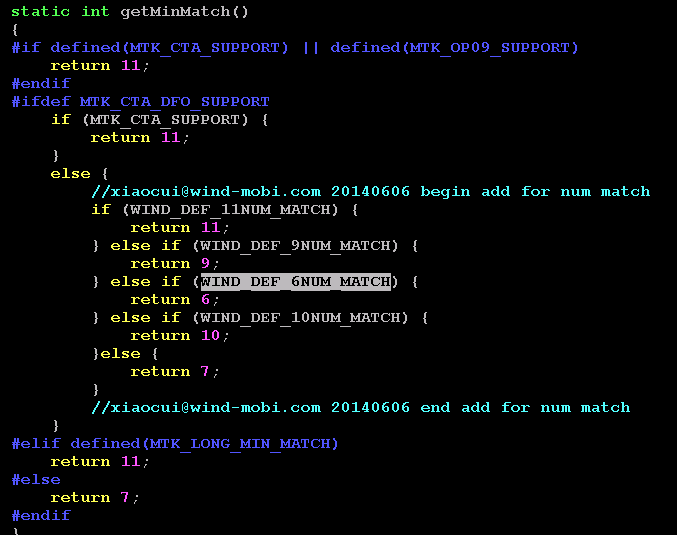 static int getMinMatch()
{
#if defined(MTK_CTA_SUPPORT) || defined(MTK_OP09_SUPPORT)
    return 11;
#endif
#ifdef MTK_CTA_DFO_SUPPORT
    if (MTK_CTA_SUPPORT) {
        return 11;
    }
    else {
        //xiaocui@wind-mobi.com 20140606 begin add for num match
        if (WIND_DEF_11NUM_MATCH) {
            return 11;
        } else if (WIND_DEF_9NUM_MATCH) {
            return 9;
        } else if (WIND_DEF_6NUM_MATCH) {
            return 6;
        } else if (WIND_DEF_10NUM_MATCH) {
            return 10;
        }else {
            return 7;
        }
        //xiaocui@wind-mobi.com 20140606 end add for num match
    }
#elif defined(MTK_LONG_MIN_MATCH)
    return 11;
#else
    return 7;
#endif
}